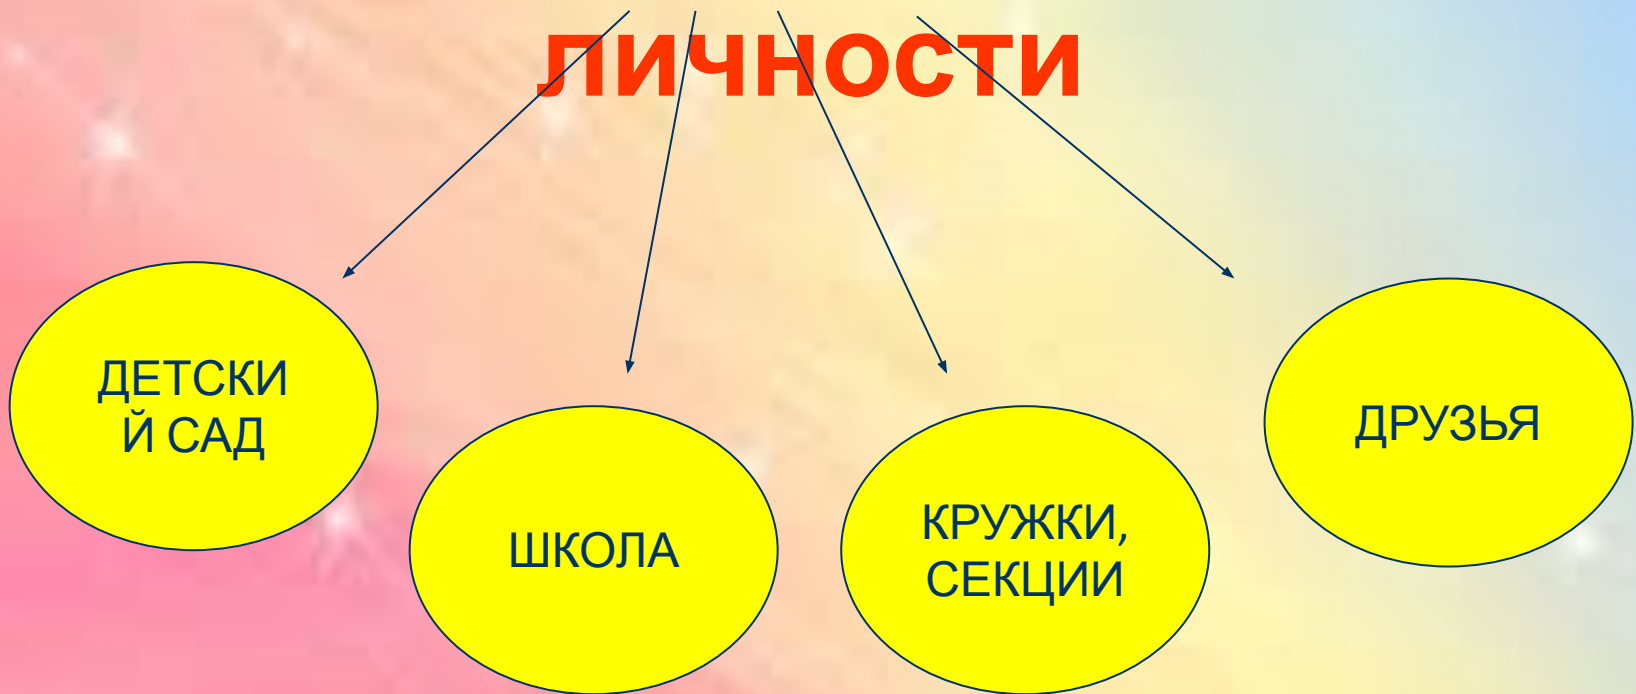 личности
ДЕТСКИ
Й САД
ШКОЛА
КРУЖКИ,
СЕКЦИИ
ДРУЗЬЯ